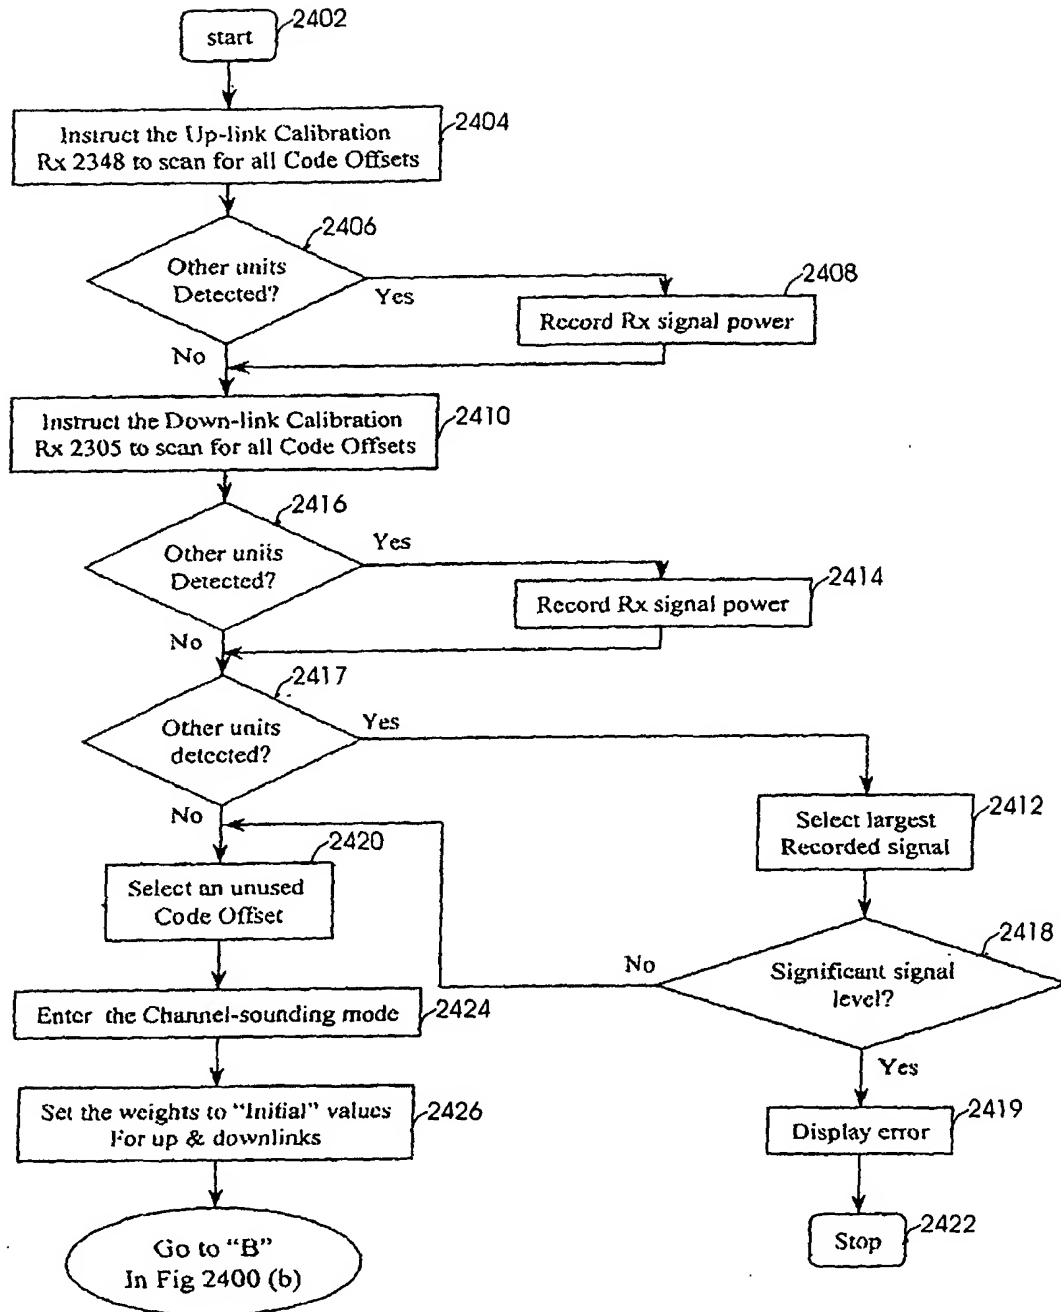 start
2402
Instruct the Up-link Calibration
Rx 2348 to scan for all Code Offsets
2404
2406
Other units
Detected?
Yes
2408
Record Rx signal power
No
Instruct the Down-link Calibration
Rx 2305 to scan for all Code Offsets
2410
2416
Other units
Detected?
Yes
2414
Record Rx signal power
No
2417
Other units
detected?
Yes
No
2412
Select largest
Recorded signal
2420
Select an unused
Code Offset
2418
Significant signal
level?
No
Yes
Enter the Channel-sounding mode
2424
Set the weights to “Initial” values
For up & downlinks
2426
2419
Display error
2422
Stop
Go to “B”
In Fig 2400 (b)